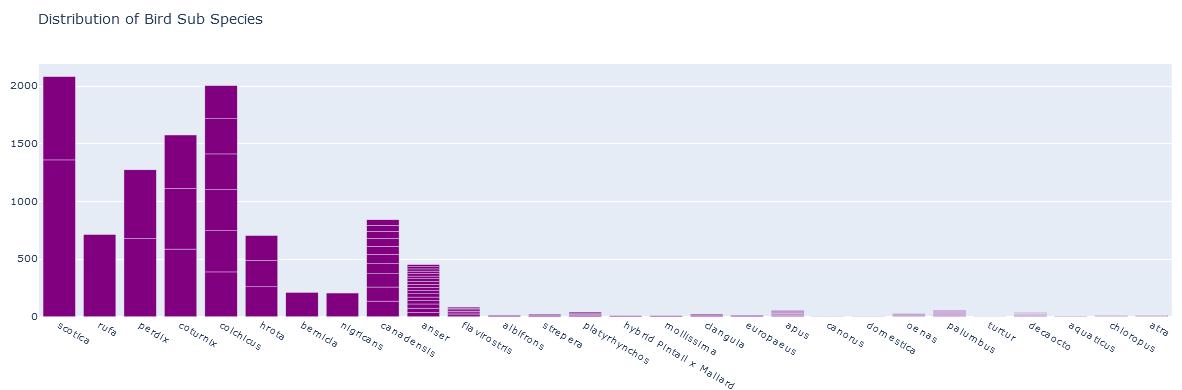 Distribution of Bird Sub Species
2000
1500
1000
500
0
scotica
rufa
perdix
coturnix
colchicus
hrota
bernicla
nigricans
canadensis
anser
flavirostris
albifrons
strepera
platyrhynchos
hybrid Pintail x Mallard
mollissima
clangula
europaeus
apus
canorus
domestica
oenas
palumbus
turtur
decaocto
aquaticus
chloropus
atra